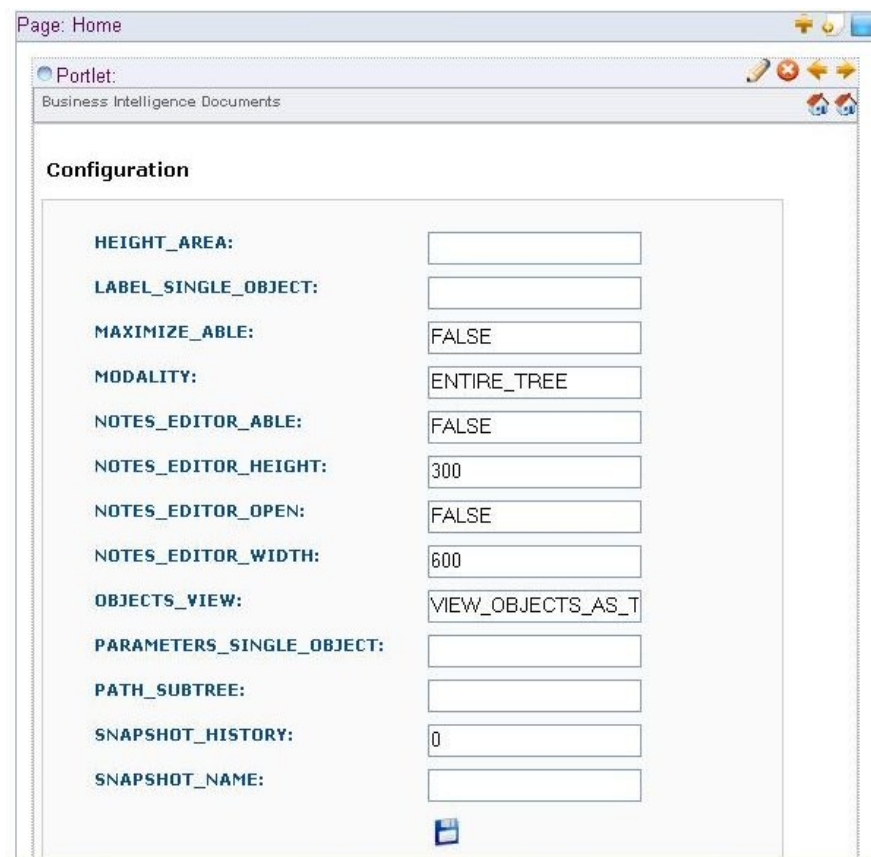 Page: Home
Portlet:
Business Intelligence Documents
Configuration
HEIGHT_AREA:
LABEL_SINGLE_OBJECT:
MAXIMIZE_ABLE: FALSE
MODALITY: ENTIRE_TREE
NOTES_EDITOR_ABLE: FALSE
NOTES_EDITOR_HEIGHT: 300
NOTES_EDITOR_OPEN: FALSE
NOTES_EDITOR_WIDTH: 600
OBJECTS_VIEW: VIEW_OBJECTS_AS_T
PARAMETERS_SINGLE_OBJECT:
PATH_SUBTREE:
SNAPSHOT_HISTORY: 0
SNAPSHOT_NAME: